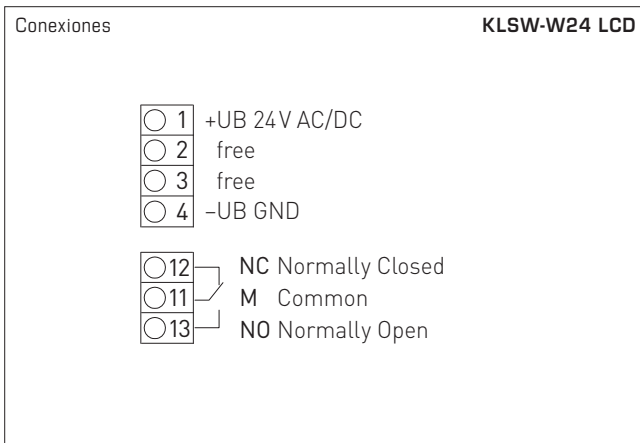 Conexiones KLSW-W24 LCD
1 +UB 24V AC/DC
2 free
3 free
4 –UB GND
12 NC Normally Closed
11 M Common
13 NO Normally Open